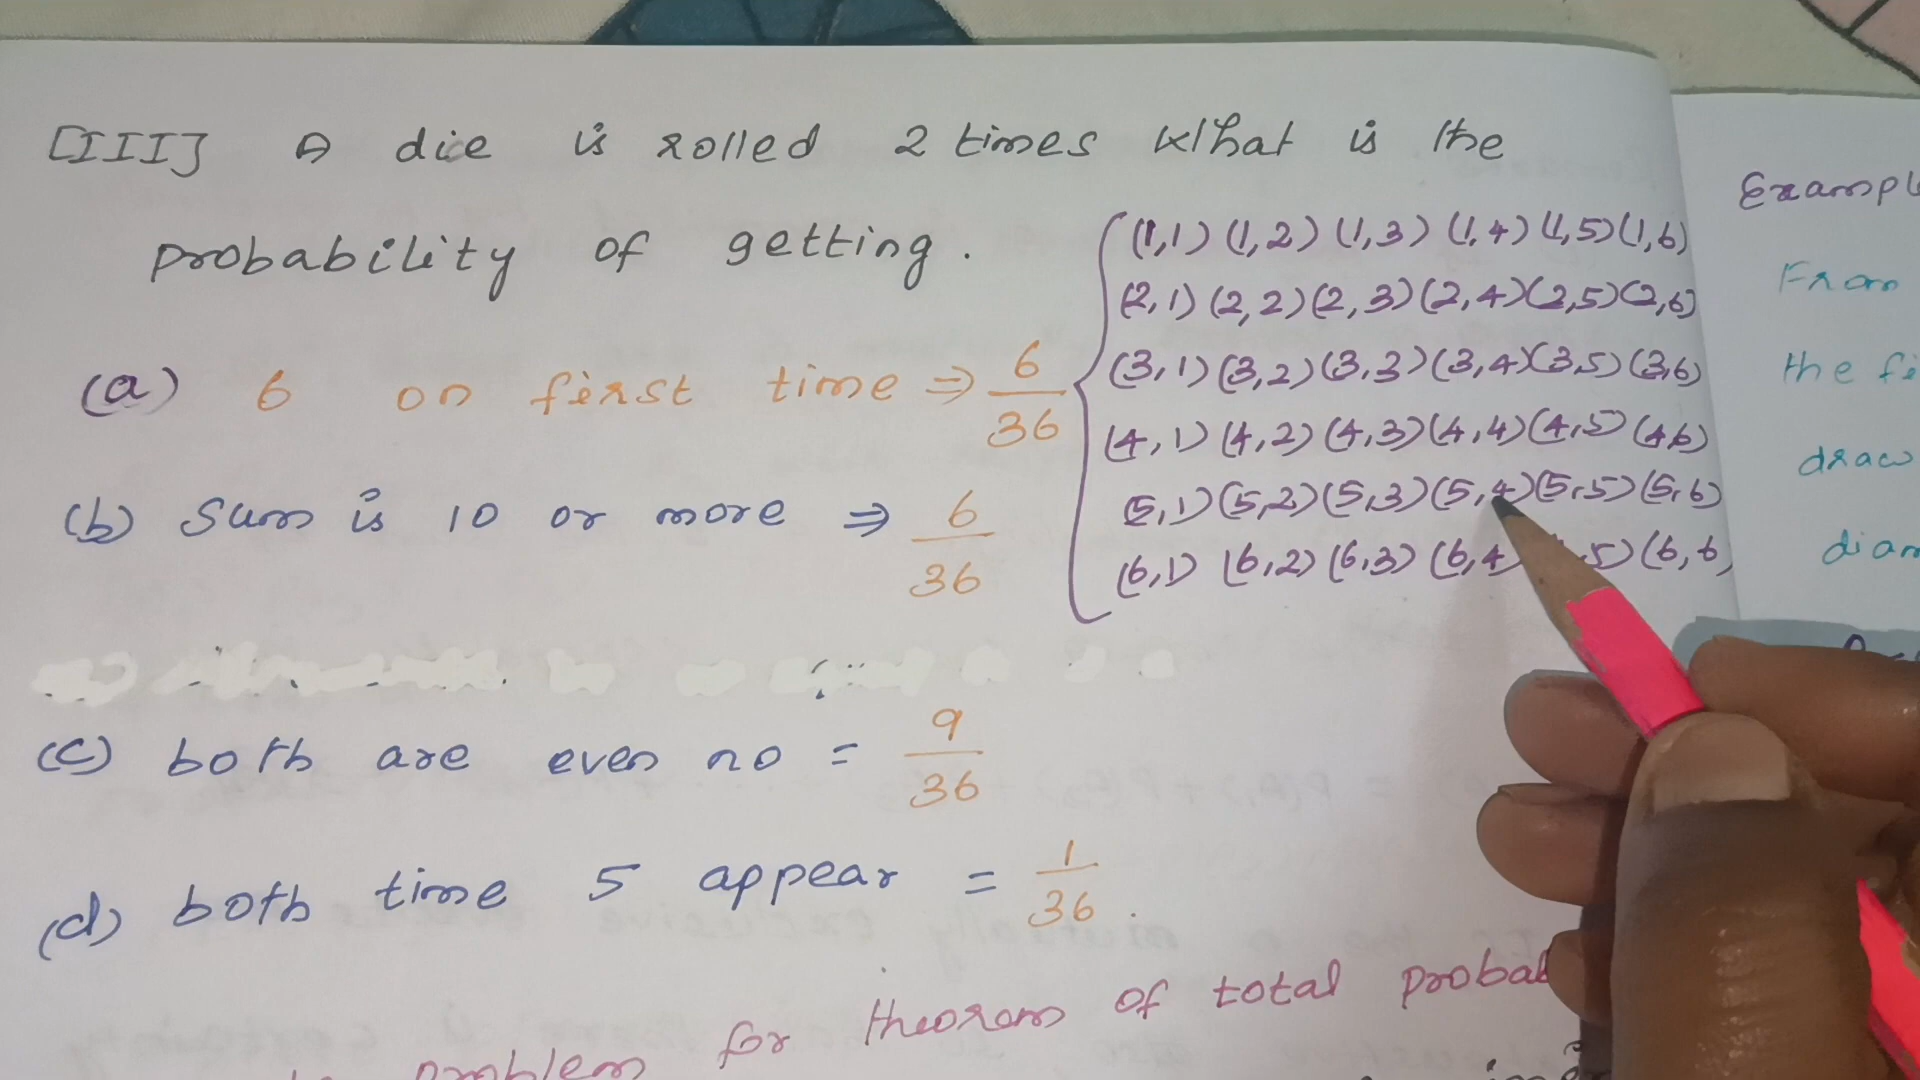 [III] A die is rolled 2 times What is the
probability of getting.
(a) 6 on first time ⇒ 6/36
(b) Sum is 10 or more ⇒ 6/36
(c) both are even no = 9/36
(d) both time 5 appear = 1/36.
(1,1) (1,2) (1,3) (1,4) (1,5) (1,6)
(2,1) (2,2) (2,3) (2,4) (2,5) (2,6)
(3,1) (3,2) (3,3) (3,4) (3,5) (3,6)
(4,1) (4,2) (4,3) (4,4) (4,5) (4,6)
(5,1) (5,2) (5,3) (5,4) (5,5) (5,6)
(6,1) (6,2) (6,3) (6,4) ,5) (6,6)
problem for theorem of total probab
Exampl
From
the fi
draw
diam